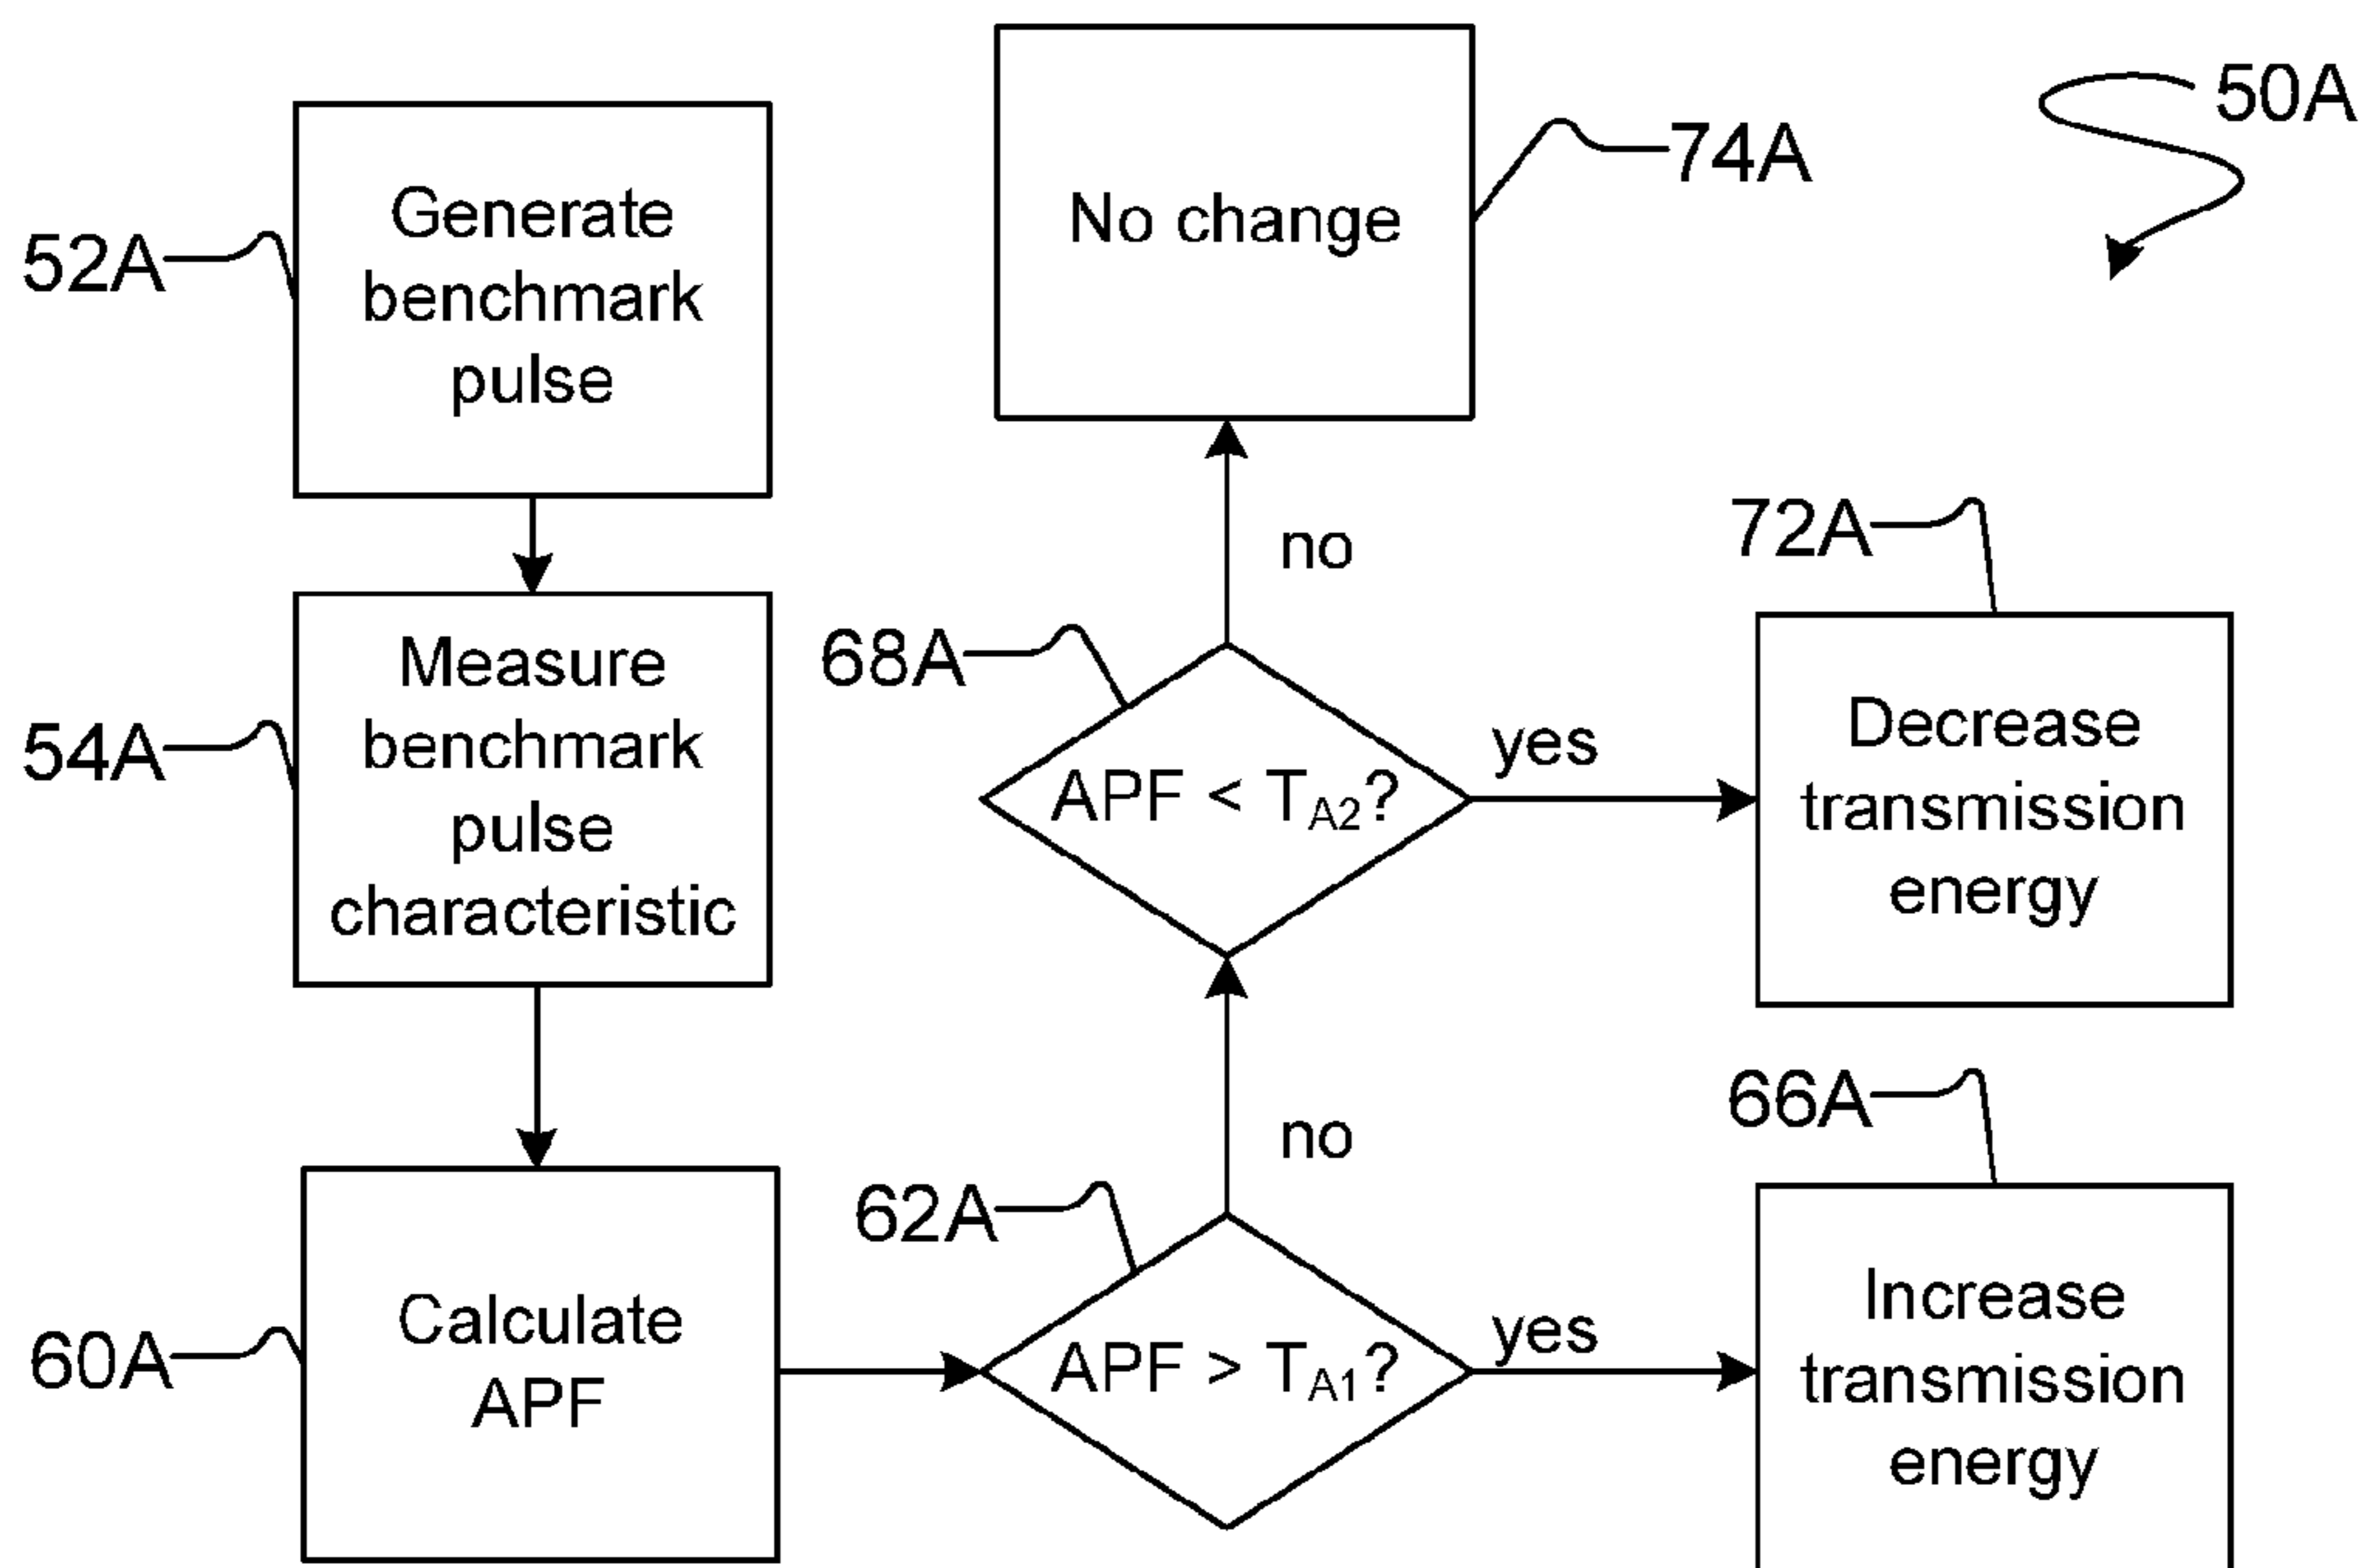 50A
52A
Generate
benchmark
pulse
54A
Measure
benchmark
pulse
characteristic
60A
Calculate
APF
62A
APF > TA1?
yes
66A
Increase
transmission
energy
no
68A
APF < TA2?
yes
72A
Decrease
transmission
energy
no
74A
No change